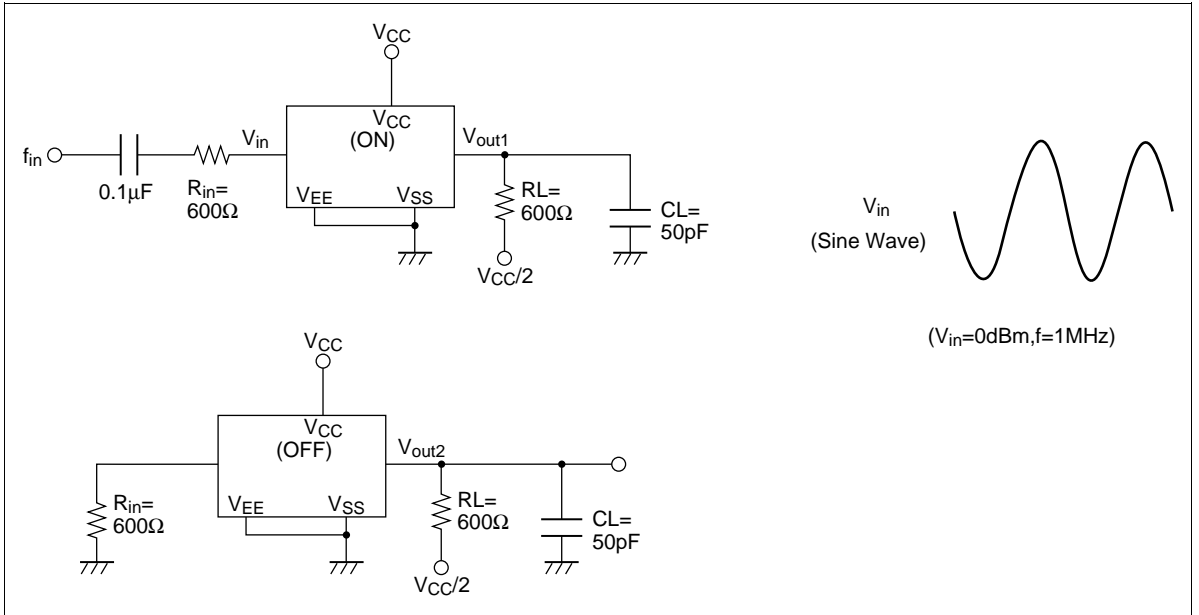 VCC
VCC
(ON)
fin
Vin
Vout1
0.1μF
Rin=
600Ω
VEE
VSS
RL=
600Ω
CL=
50pF
VCC/2
Vin
(Sine Wave)
(Vin=0dBm,f=1MHz)
VCC
VCC
(OFF)
Vout2
Rin=
600Ω
VEE
VSS
RL=
600Ω
CL=
50pF
VCC/2